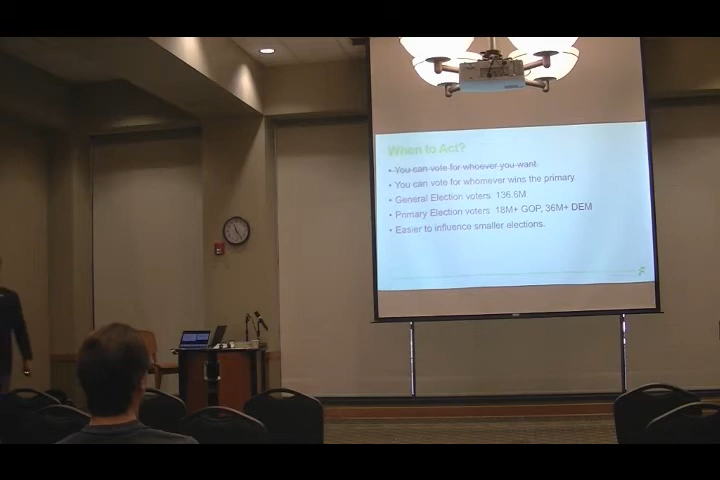 When to Act?
• You can vote for whoever you want.
• You can vote for whomever wins the primary
• General Election voters 136.6M
• Primary Election voters 18M+ GOP, 36M+ DEM
• Easier to influence smaller elections.